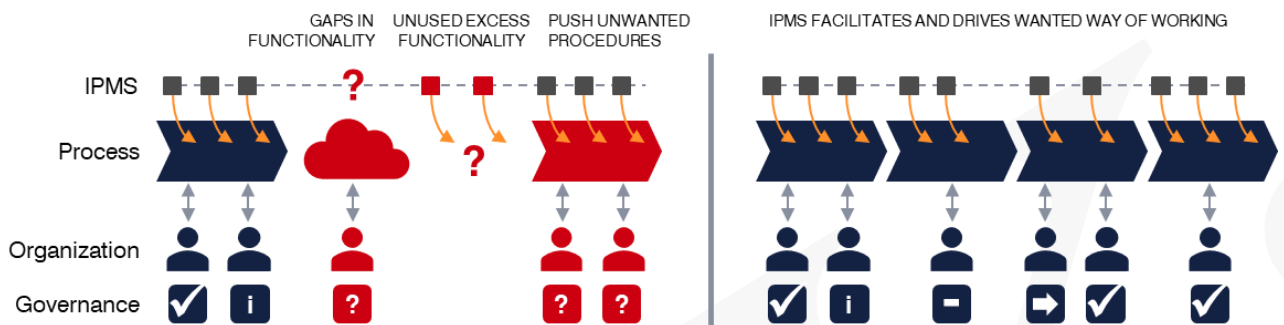 GAPS IN
FUNCTIONALITY
UNUSED EXCESS
FUNCTIONALITY
PUSH UNWANTED
PROCEDURES
IPMS FACILITATES AND DRIVES WANTED WAY OF WORKING
IPMS
?
Process
?
Organization
Governance
i
?
?
?
i